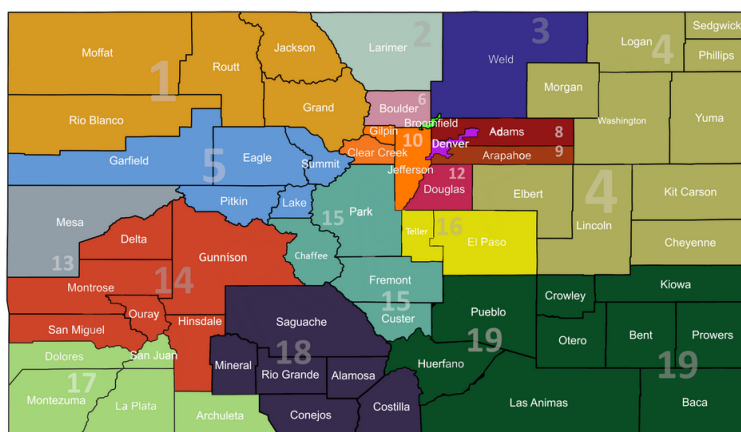 Moffat
Routt
Jackson
Larimer
2
Weld
3
Logan
4
Sedgwick
Phillips
1
Rio Blanco
Grand
Boulder
6
Broomfield
Morgan
Washington
Yuma
Garfield
5
Eagle
Summit
Gilpin
Clear Creek
10
Jefferson
Denver
Adams
8
Arapahoe
9
Mesa
13
Pitkin
Lake
15
Park
Douglas
12
Elbert
4
Lincoln
Kit Carson
Cheyenne
Delta
Gunnison
Chaffee
Teller
16
El Paso
Montrose
14
Fremont
15
Custer
Pueblo
Crowley
Kiowa
Ouray
San Miguel
Hinsdale
Saguache
Otero
Bent
Prowers
Dolores
San Juan
Mineral
18
Rio Grande
Alamosa
Huerfano
19
19
17
Montezuma
La Plata
Archuleta
Conejos
Costilla
Las Animas
Baca